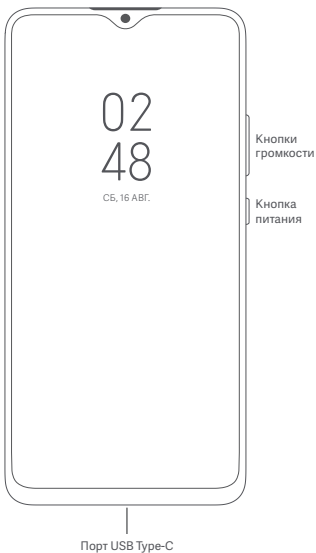 02
48
СБ, 16 АВГ.
Кнопки
громкости
Кнопка
питания
Порт USB Type-C